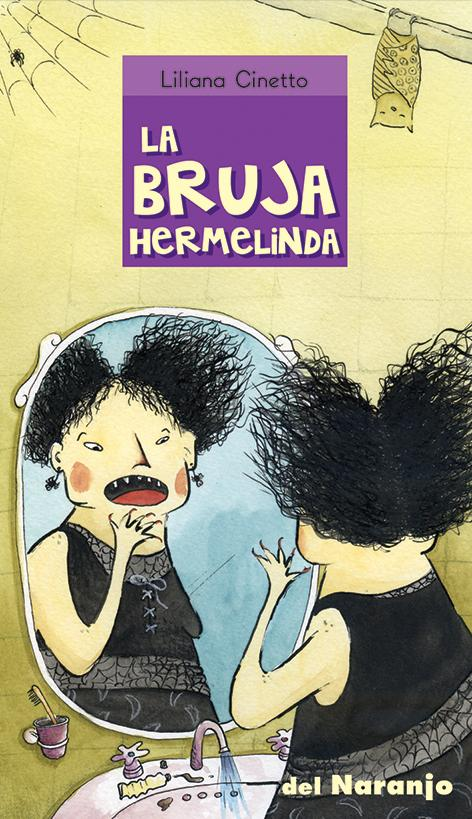 Liliana Cinetto
LA
BRUJA
HERMELINDA
del Naranjo